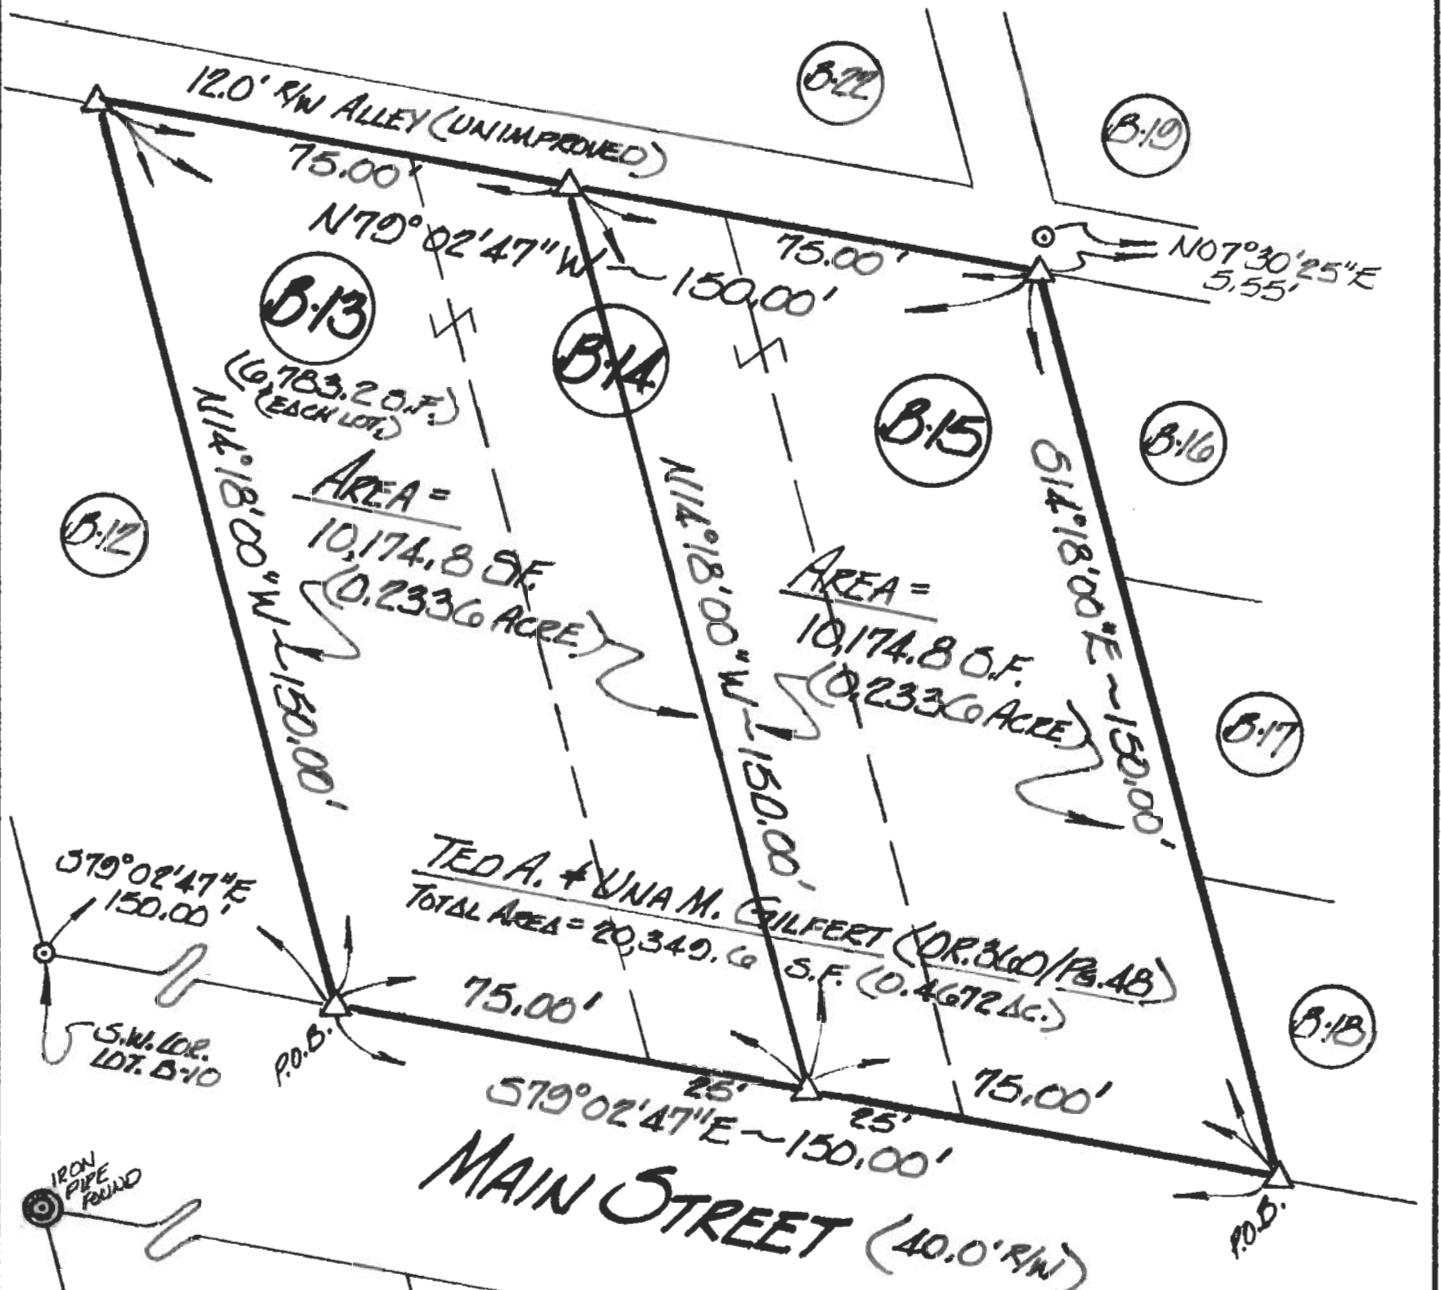 12.0' R/W ALLEY (UNIMPROVED)
B-22
B-19
75.00'
N79°02'47"W ~ 150.00'
75.00'
N07°30'25"E
5.55'
B-13
(6,783.2 S.F.)
(EACH LOT)
B-14
B-15
B-16
B-12
N14°18'00"W ~ 150.00'
AREA =
10,174.8 S.F.
(0.2336 ACRE)
N14°18'00"W ~ 150.00'
AREA =
10,174.8 S.F.
(0.2336 ACRE)
S14°18'00"E ~ 150.00'
B-17
S79°02'47"E
150.00'
TED A. & UNA M. GILFERT (OR.360/PG.48)
TOTAL AREA = 20,349.6 S.F. (0.4672 AC.)
B-18
S.W. COR.
LOT. B-10
P.O.B.
75.00'
25'
25'
75.00'
S79°02'47"E ~ 150.00'
MAIN STREET (40.0' R/W)
P.O.B.
IRON
PIPE
FOUND